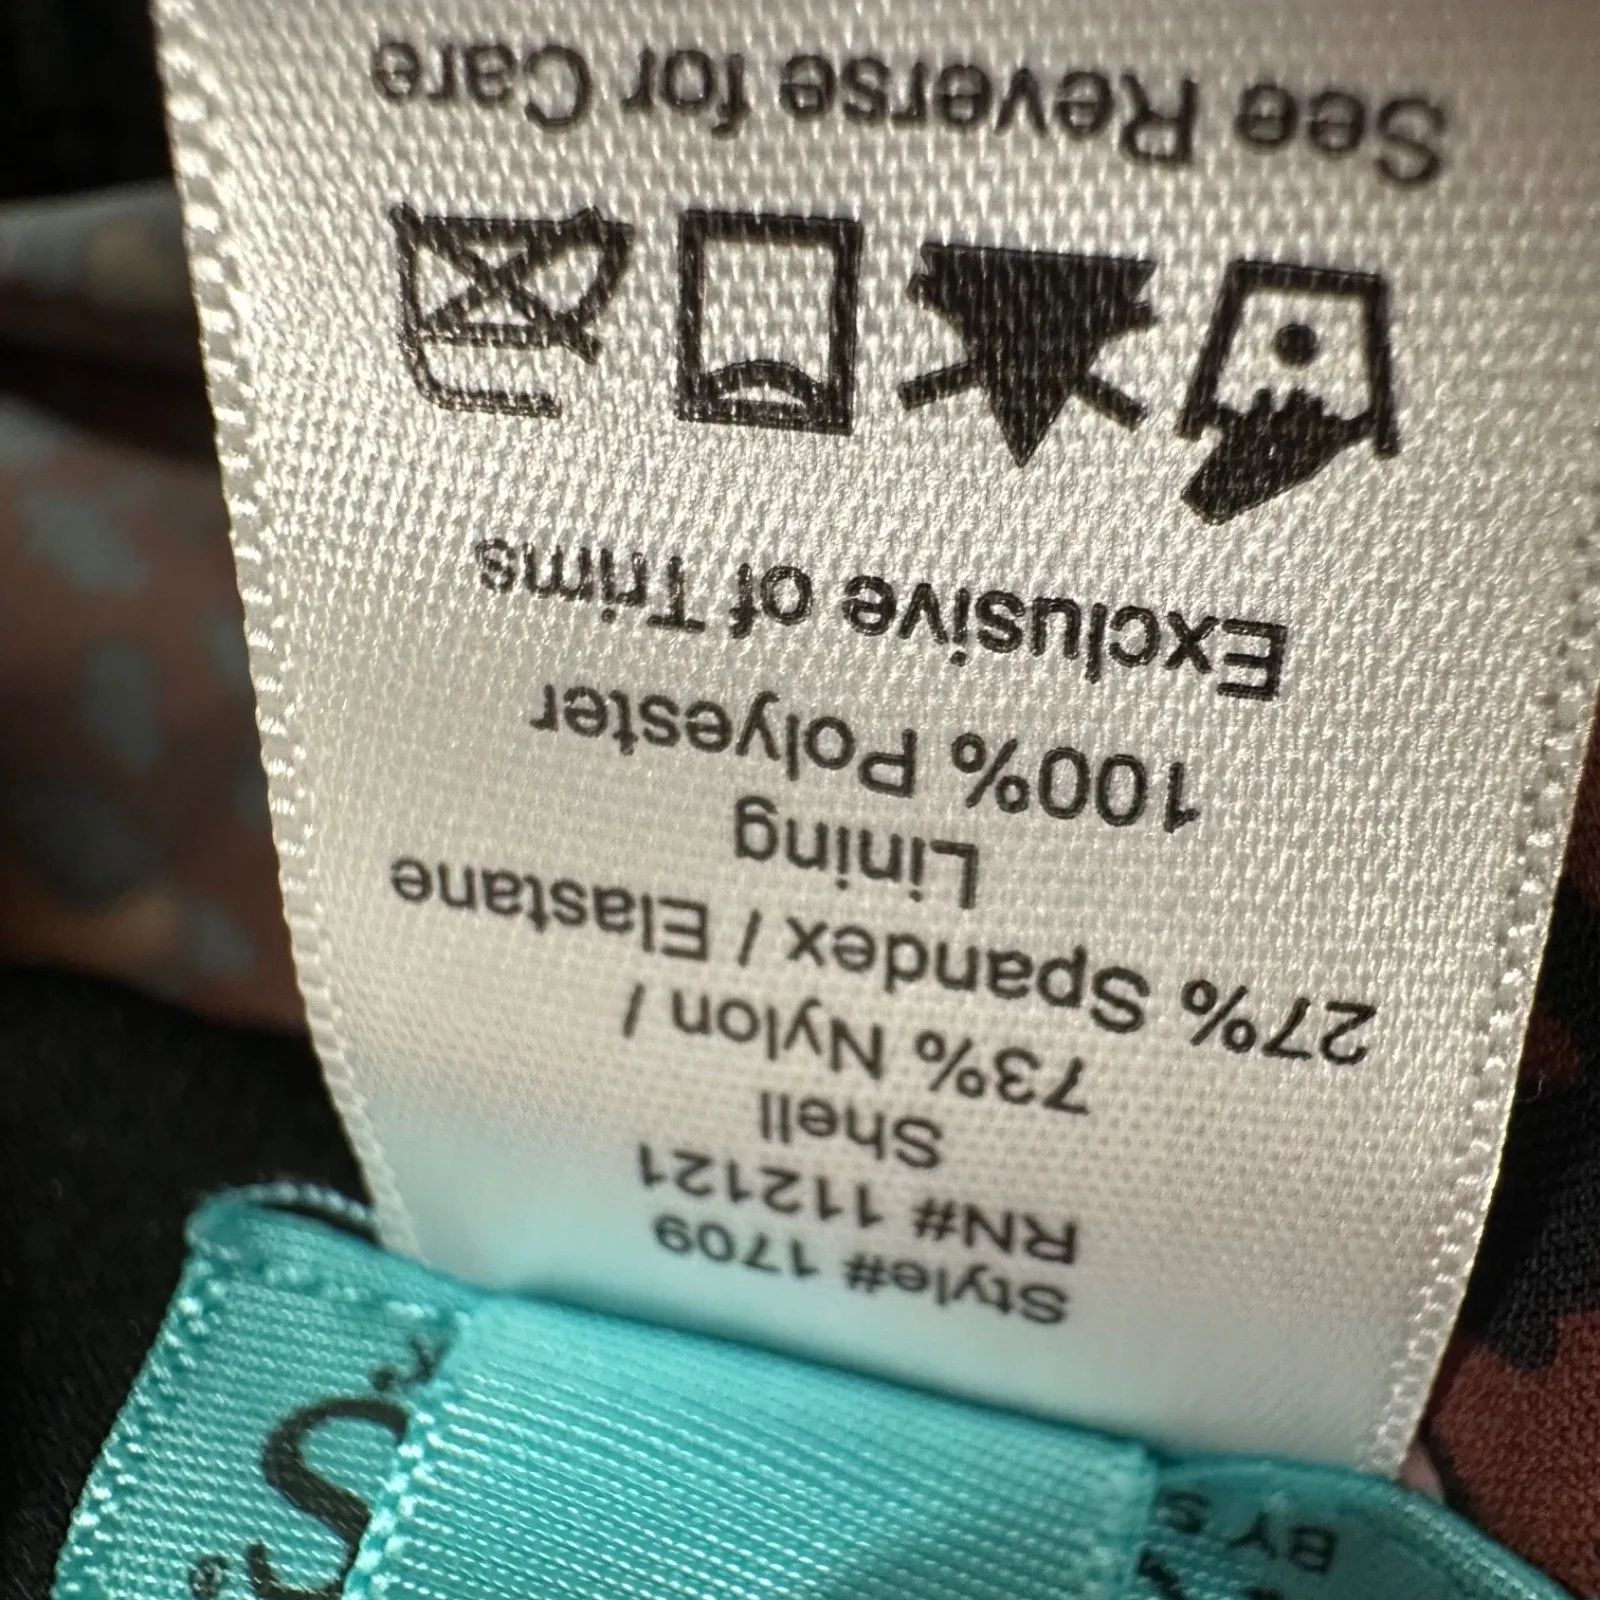 Style# 1709
RN# 112121
Shell
73% Nylon /
27% Spandex / Elastane
Lining
100% Polyester
Exclusive of Trims
See Reverse for Care
BY S